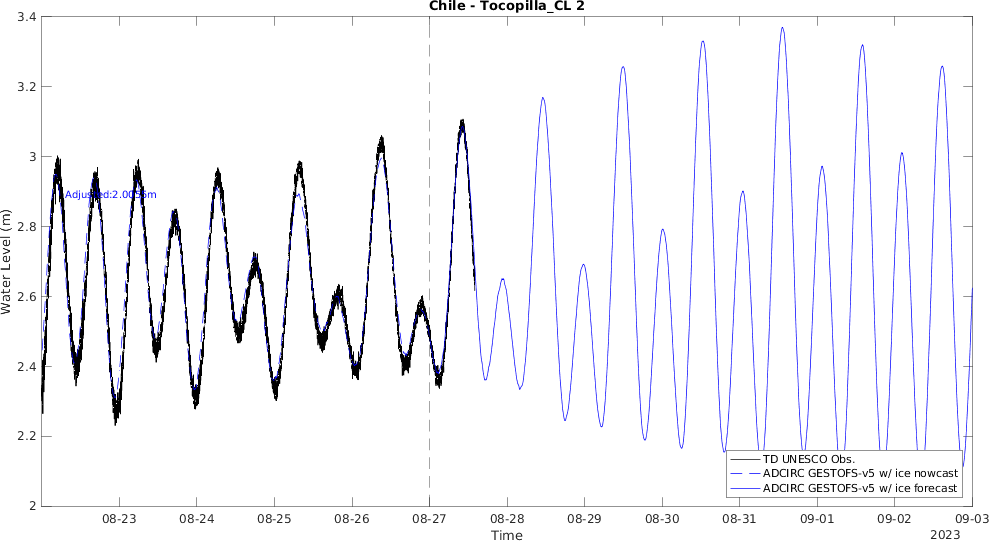 Chile - Tocopilla_CL 2
3.4
3.2
3
2.8
2.6
2.4
2.2
2
Water Level (m)
Adjusted:2.0056m
TD UNESCO Obs.
ADCIRC GESTOFS-v5 w/ ice nowcast
ADCIRC GESTOFS-v5 w/ ice forecast
08-23 08-24 08-25 08-26 08-27 08-28 08-29 08-30 08-31 09-01 09-02 09-03
Time
2023